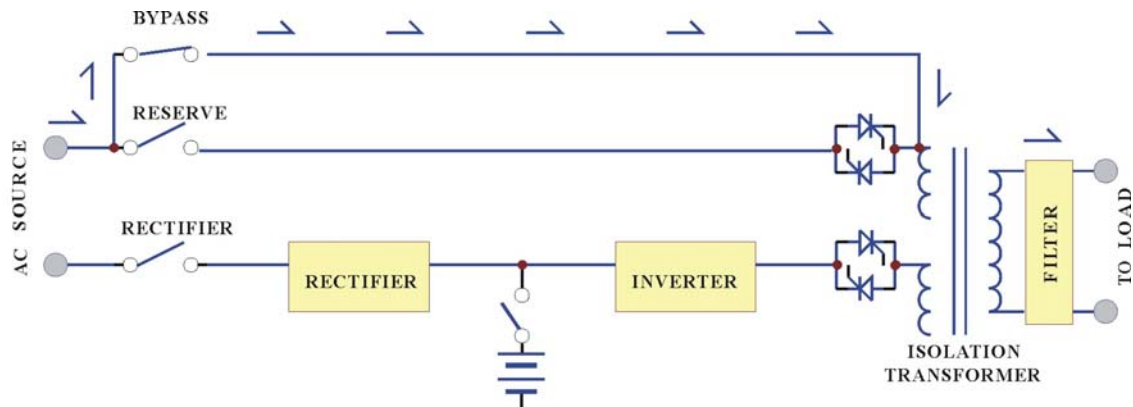 BYPASS
RESERVE
AC SOURCE
RECTIFIER
RECTIFIER
INVERTER
FILTER
TO LOAD
ISOLATION
TRANSFORMER